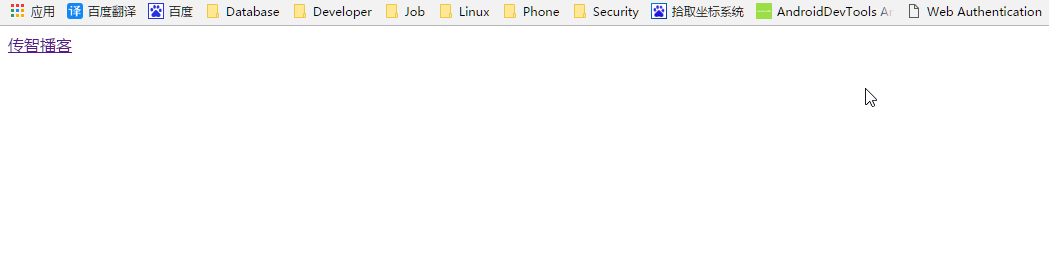 应用 百度翻译 百度 Database Developer Job Linux Phone Security 拾取坐标系统 AndroidDevTools Web Authentication
传智播客